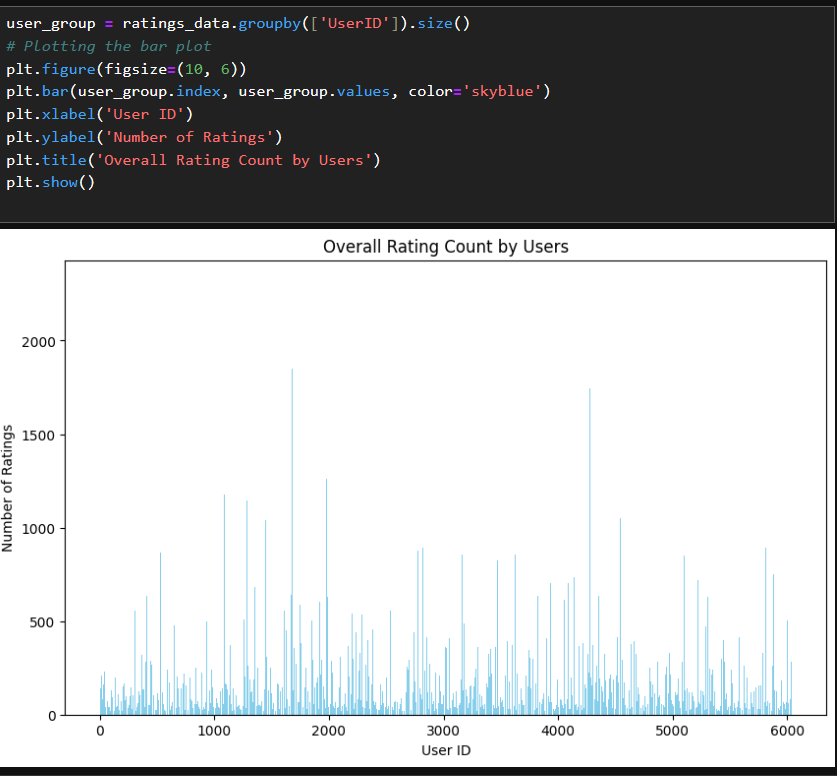 user_group = ratings_data.groupby(['UserID']).size()
# Plotting the bar plot
plt.figure(figsize=(10, 6))
plt.bar(user_group.index, user_group.values, color='skyblue')
plt.xlabel('User ID')
plt.ylabel('Number of Ratings')
plt.title('Overall Rating Count by Users')
plt.show()
Overall Rating Count by Users
Number of Ratings
2000
1500
1000
500
0
0 1000 2000 3000 4000 5000 6000
User ID